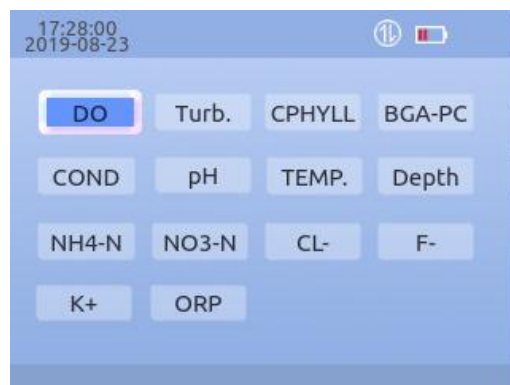 17:28:00
2019-08-23
DO Turb. CPHYLL BGA-PC
COND pH TEMP. Depth
NH4-N NO3-N CL- F-
K+ ORP